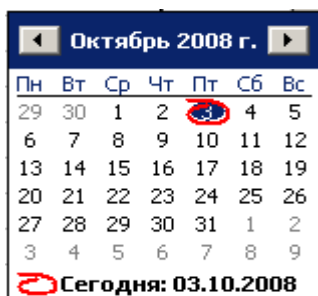 Октябрь 2008 г.
Пн Вт Ср Чт Пт Сб Вс
29 30 1 2 3 4 5
6 7 8 9 10 11 12
13 14 15 16 17 18 19
20 21 22 23 24 25 26
27 28 29 30 31 1 2
3 4 5 6 7 8 9
Сегодня: 03.10.2008